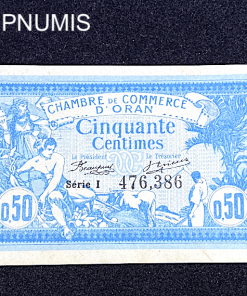 PNUMIS
CHAMBRE DE COMMERCE
D'ORAN
Cinquante
Centimes
Le Président Le Trésorier
Série I 476,386
0,50 0,50